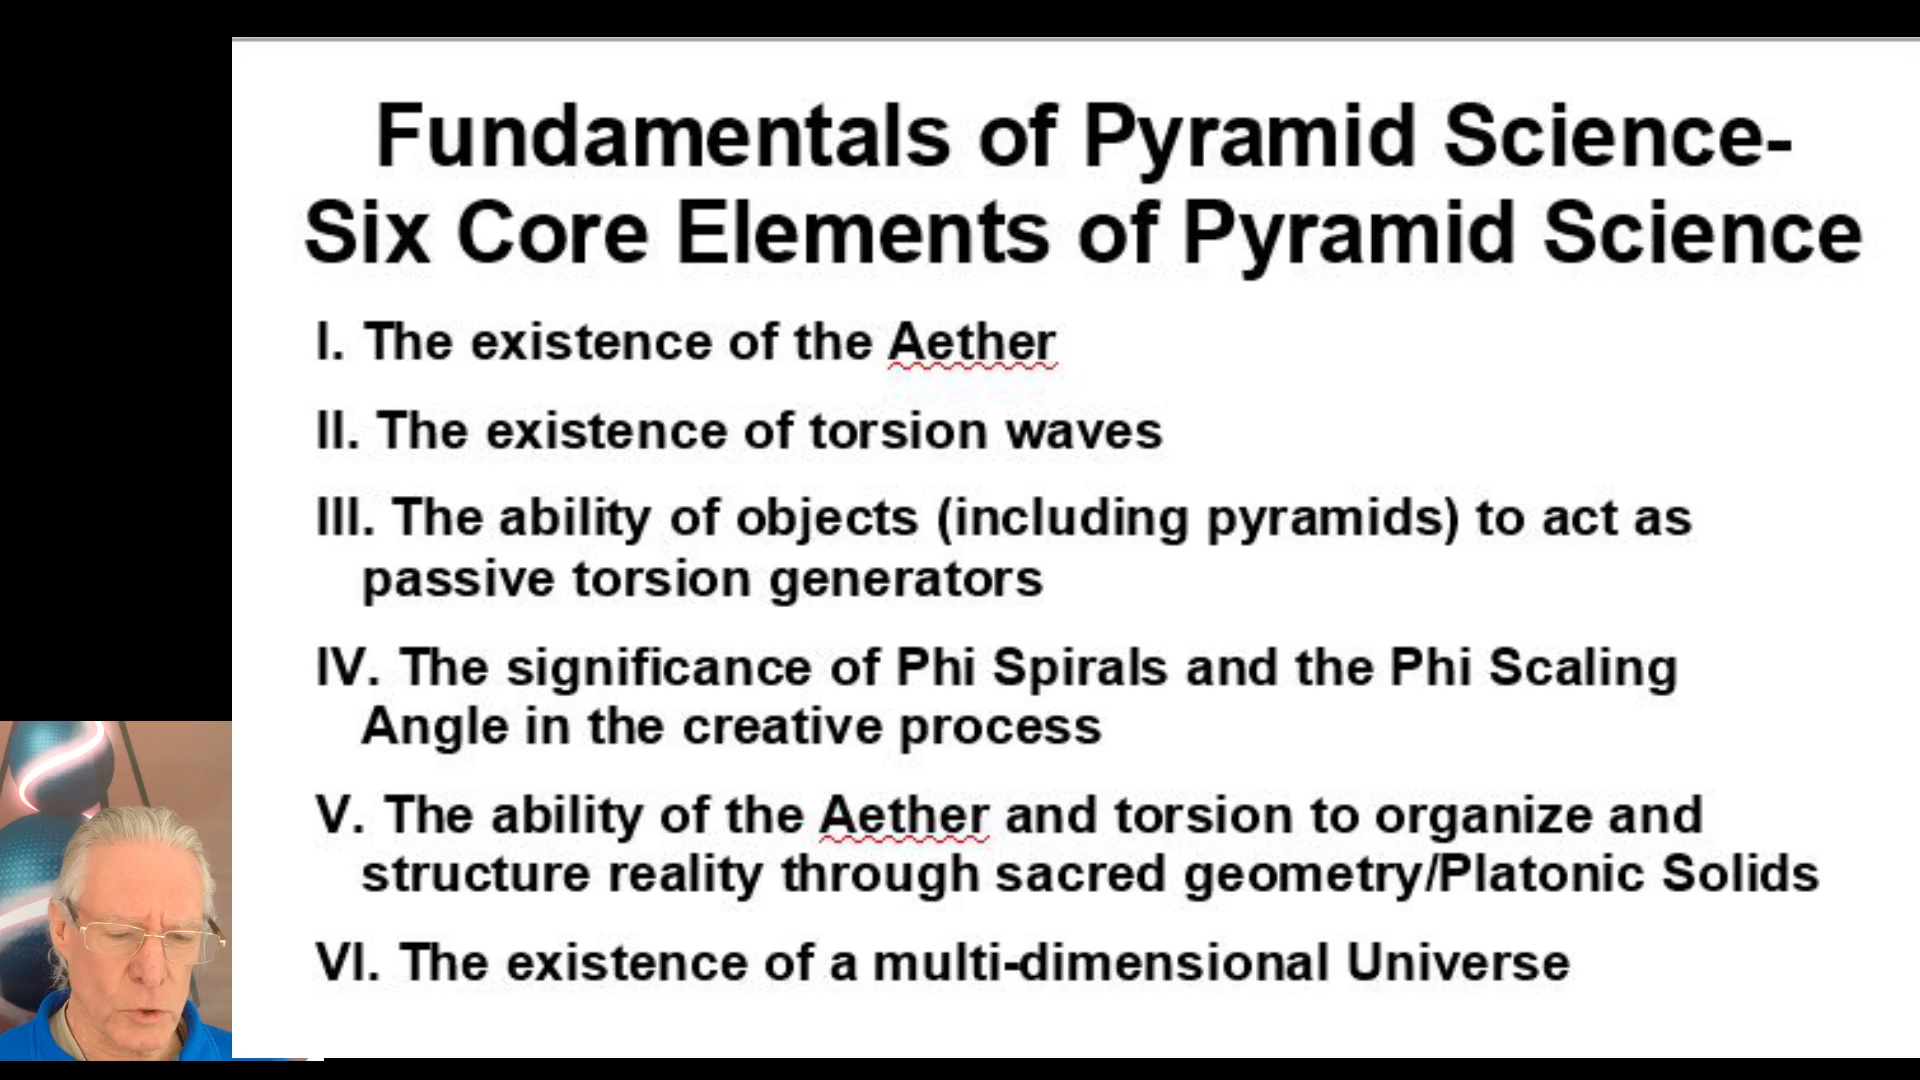 Fundamentals of Pyramid Science-
Six Core Elements of Pyramid Science
I. The existence of the Aether
II. The existence of torsion waves
III. The ability of objects (including pyramids) to act as
passive torsion generators
IV. The significance of Phi Spirals and the Phi Scaling
Angle in the creative process
V. The ability of the Aether and torsion to organize and
structure reality through sacred geometry/Platonic Solids
VI. The existence of a multi-dimensional Universe